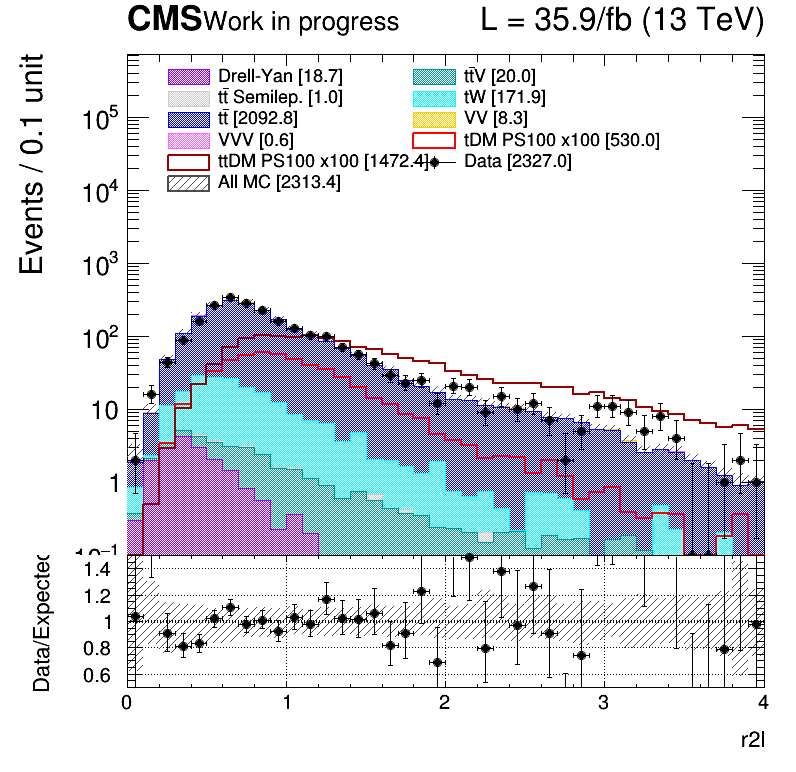 CMS Work in progress L = 35.9/fb (13 TeV)
Events / 0.1 unit
Drell-Yan [18.7] tt̄V [20.0]
tt̄ Semilep. [1.0] tW [171.9]
tt̄ [2092.8] VV [8.3]
VVV [0.6] tDM PS100 x100 [530.0]
ttDM PS100 x100 [1472.4] Data [2327.0]
All MC [2313.4]
10⁵
10⁴
10³
10²
10
1
10⁻¹
Data/Expected
1.4
1.2
1
0.8
0.6
0 1 2 3 4
r2l